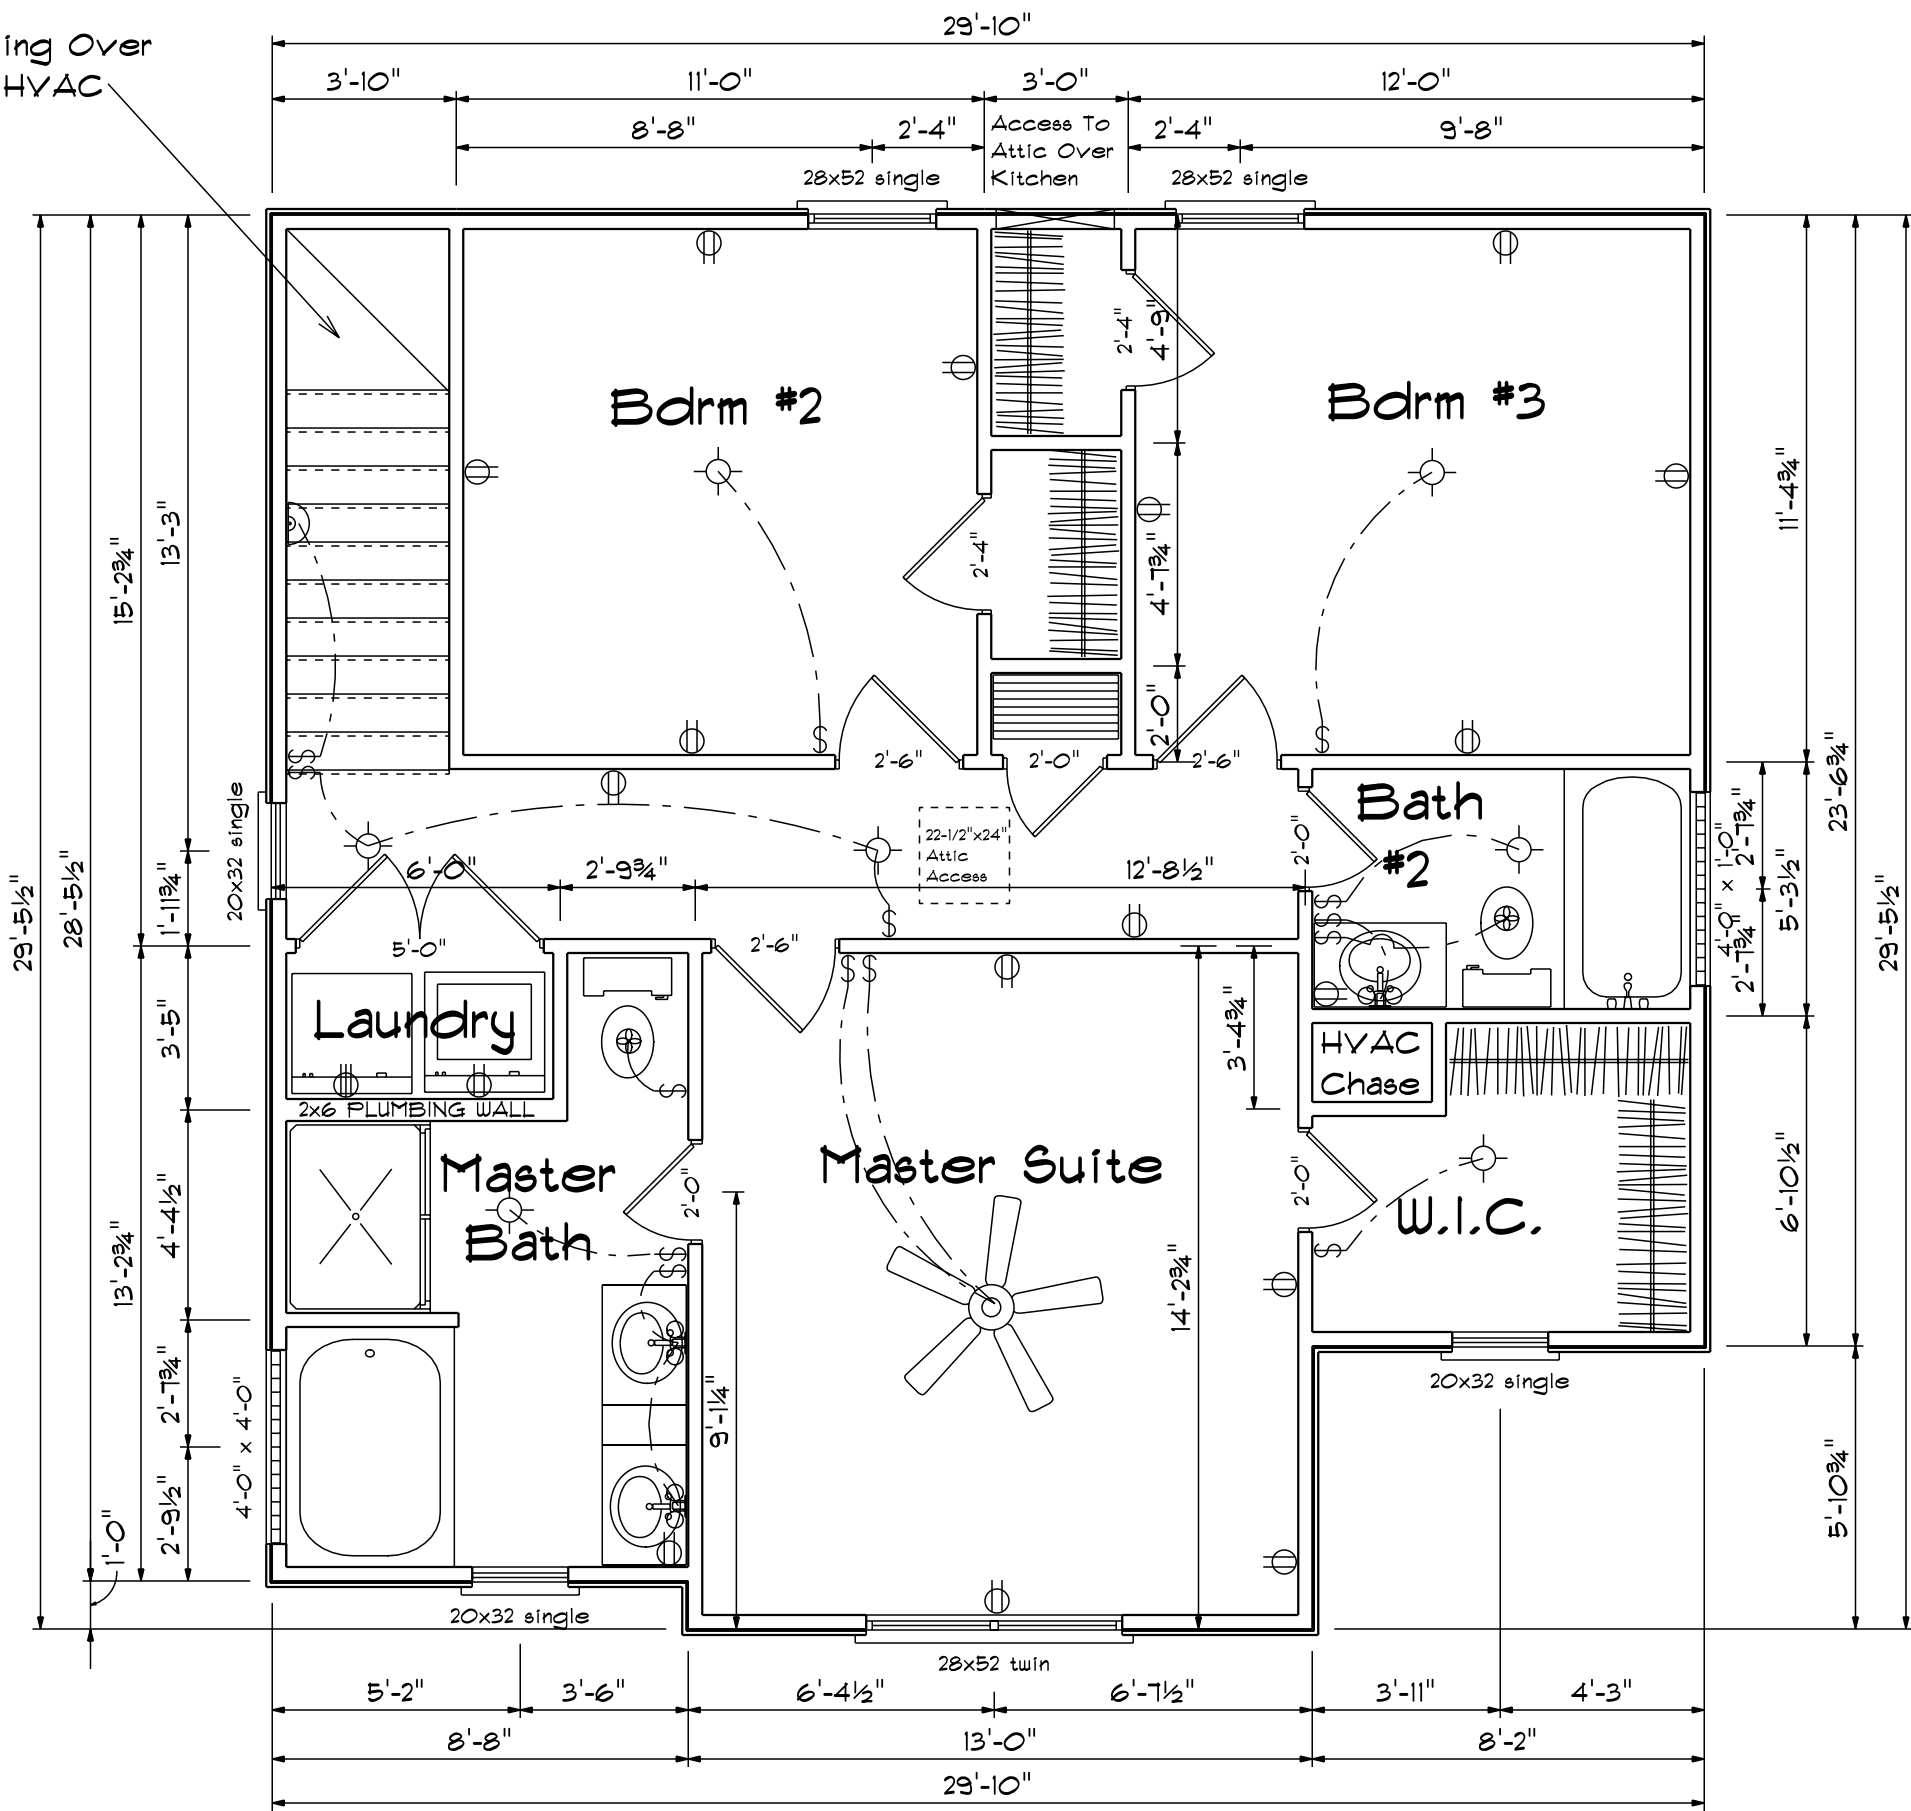 29'-10"
ing Over
HVAC
3'-10"
11'-0"
3'-0"
12'-0"
8'-8"
2'-4"
Access To
Attic Over
Kitchen
2'-4"
9'-8"
28x52 single
28x52 single
2'-4"
4'-9"
Bdrm #2
Bdrm #3
11'-4¾"
13'-3"
15'-2¾"
2'-4"
4'-7¾"
2'-0"
S
S
S
S
2'-6"
2'-0"
2'-6"
20x32 single
Bath
#2
2'-0"
22-1/2"x24"
Attic
Access
6'-0"
2'-9¾"
12'-8½"
4'-0" x 1'-0"
2'-7¾"
2'-7¾"
5'-3½"
23'-6¾"
29'-5½"
29'-5½"
28'-5½"
1'-11¾"
5'-0"
2'-6"
S
S
S
S
S
S
Laundry
3'-5"
3'-4¾"
HVAC
Chase
2x6 PLUMBING WALL
S
Master
Bath
Master Suite
W.I.C.
2'-0"
2'-0"
6'-10½"
4'-4½"
13'-2¾"
S
S
S
14'-2¾"
9'-1¼"
20x32 single
2'-7¾"
4'-0" x 4'-0"
2'-9½"
1'-0"
5'-10¾"
20x32 single
28x52 twin
5'-2"
3'-6"
6'-4½"
6'-7½"
3'-11"
4'-3"
8'-8"
13'-0"
8'-2"
29'-10"